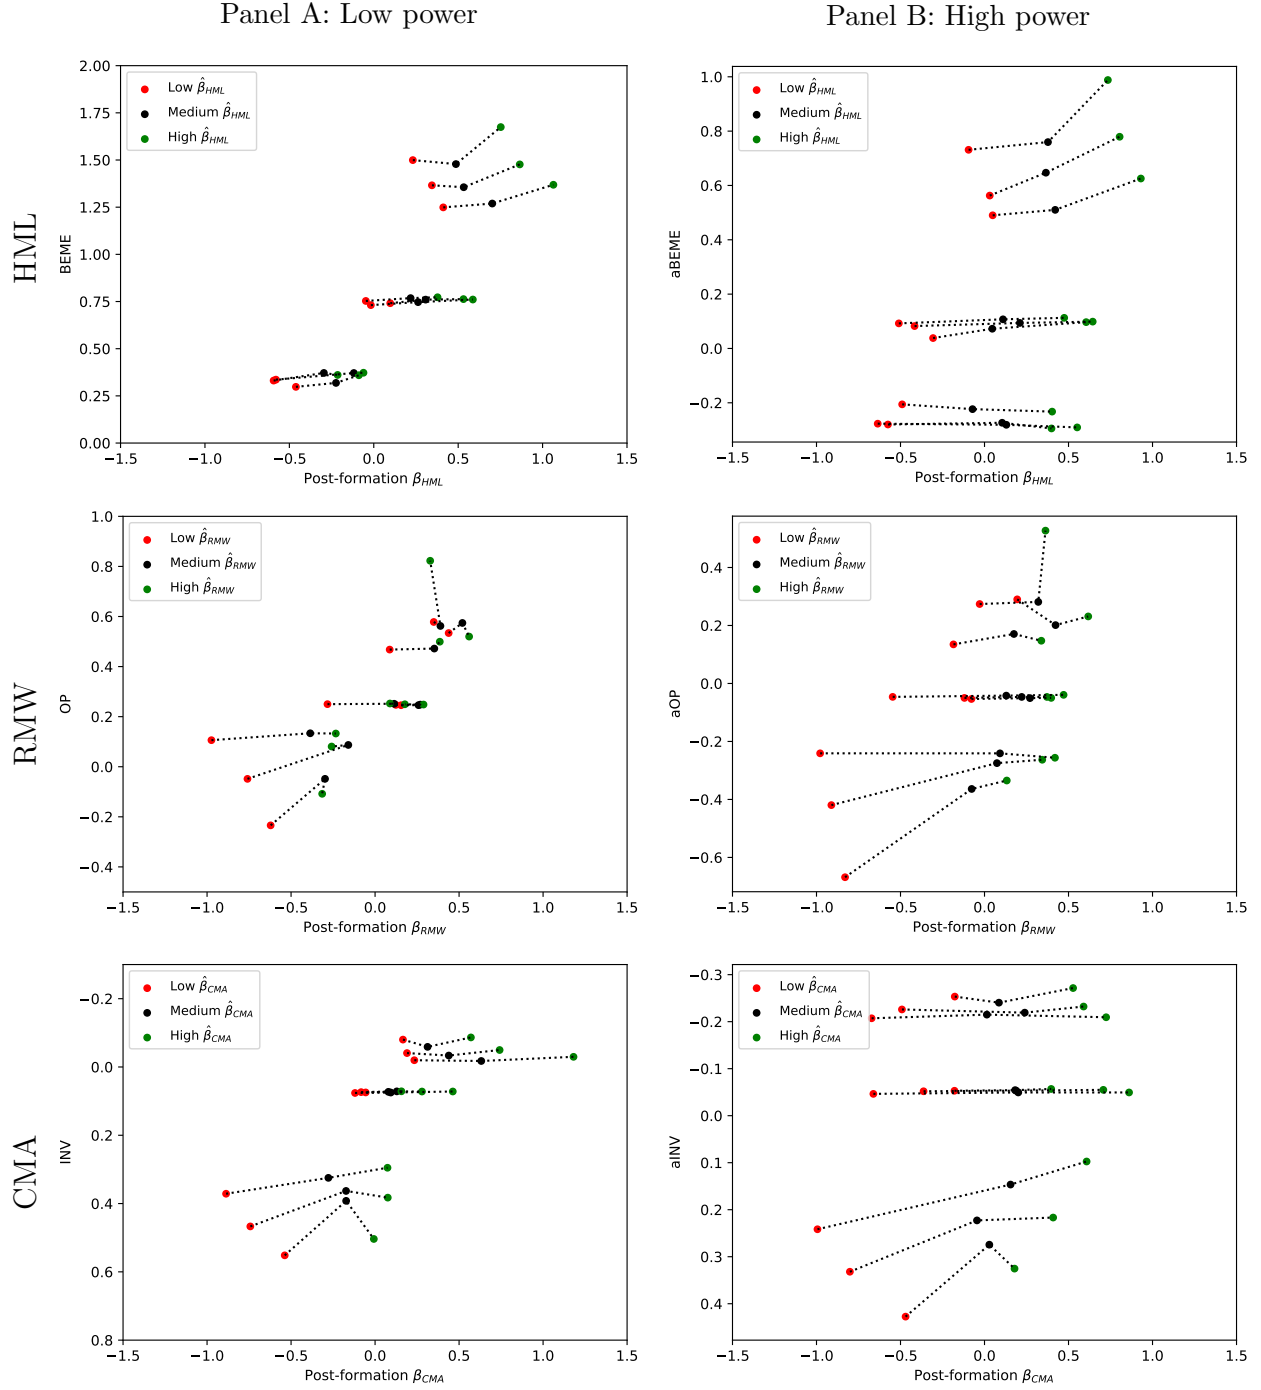 Panel A: Low power
Panel B: High power
HML
2.00
1.75
1.50
1.25
1.00
0.75
0.50
0.25
0.00
BEME
Low β̂HML
Medium β̂HML
High β̂HML
−1.5 −1.0 −0.5 0.0 0.5 1.0 1.5
Post-formation βHML
1.0
0.8
0.6
0.4
0.2
0.0
−0.2
aBEME
Low β̂HML
Medium β̂HML
High β̂HML
−1.5 −1.0 −0.5 0.0 0.5 1.0 1.5
Post-formation βHML
RMW
1.0
0.8
0.6
0.4
0.2
0.0
−0.2
−0.4
OP
Low β̂RMW
Medium β̂RMW
High β̂RMW
−1.5 −1.0 −0.5 0.0 0.5 1.0 1.5
Post-formation βRMW
0.4
0.2
0.0
−0.2
−0.4
−0.6
aOP
Low β̂RMW
Medium β̂RMW
High β̂RMW
−1.5 −1.0 −0.5 0.0 0.5 1.0 1.5
Post-formation βRMW
CMA
−0.2
0.0
0.2
0.4
0.6
0.8
INV
Low β̂CMA
Medium β̂CMA
High β̂CMA
−1.5 −1.0 −0.5 0.0 0.5 1.0 1.5
Post-formation βCMA
−0.3
−0.2
−0.1
0.0
0.1
0.2
0.3
0.4
aINV
Low β̂CMA
Medium β̂CMA
High β̂CMA
−1.5 −1.0 −0.5 0.0 0.5 1.0 1.5
Post-formation βCMA